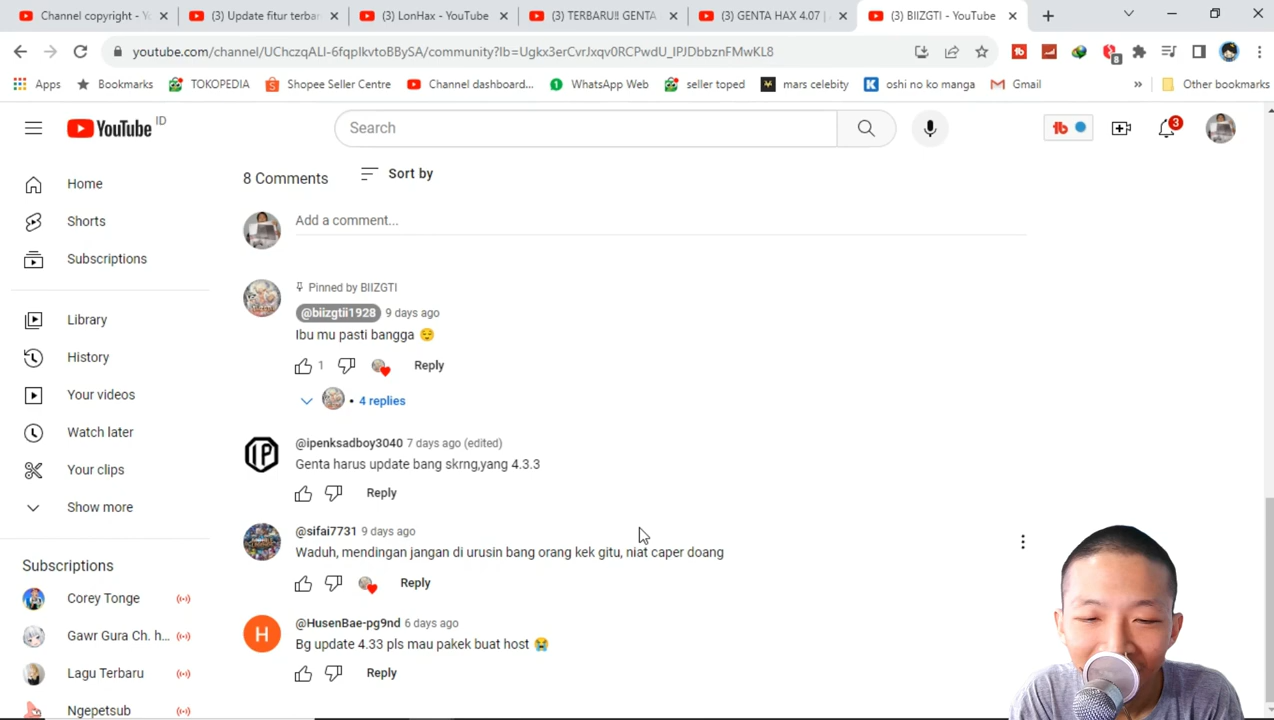 Channel copyright - Y
(3) Update fitur terbar
(3) LonHax - YouTube
(3) TERBARU!! GENTA
(3) GENTA HAX 4.07 |
(3) BIIZGTI - YouTube
youtube.com/channel/UChczqALI-6fqpIkvtoBBySA/community?lb=Ugkx3erCvrJxqv0RCPwdU_IPJDbbznFMwKL8
8
Apps
Bookmarks
TOKOPEDIA
Shopee Seller Centre
Channel dashboard...
WhatsApp Web
seller toped
mars celebity
oshi no ko manga
Gmail
»
Other bookmarks
YouTube ID
Search
3
Home
Shorts
Subscriptions
Library
History
Your videos
Watch later
Your clips
Show more
Subscriptions
Corey Tonge
Gawr Gura Ch. h...
Lagu Terbaru
Ngepetsub
8 Comments
Sort by
Add a comment...
Pinned by BIIZGTI
@biizgtii1928 9 days ago
Ibu mu pasti bangga 😌
1 Reply
• 4 replies
IP
@ipenksadboy3040 7 days ago (edited)
Genta harus update bang skrng,yang 4.3.3
Reply
@sifai7731 9 days ago
Waduh, mendingan jangan di urusin bang orang kek gitu, niat caper doang
Reply
H
@HusenBae-pg9nd 6 days ago
Bg update 4.33 pls mau pakek buat host 😭
Reply